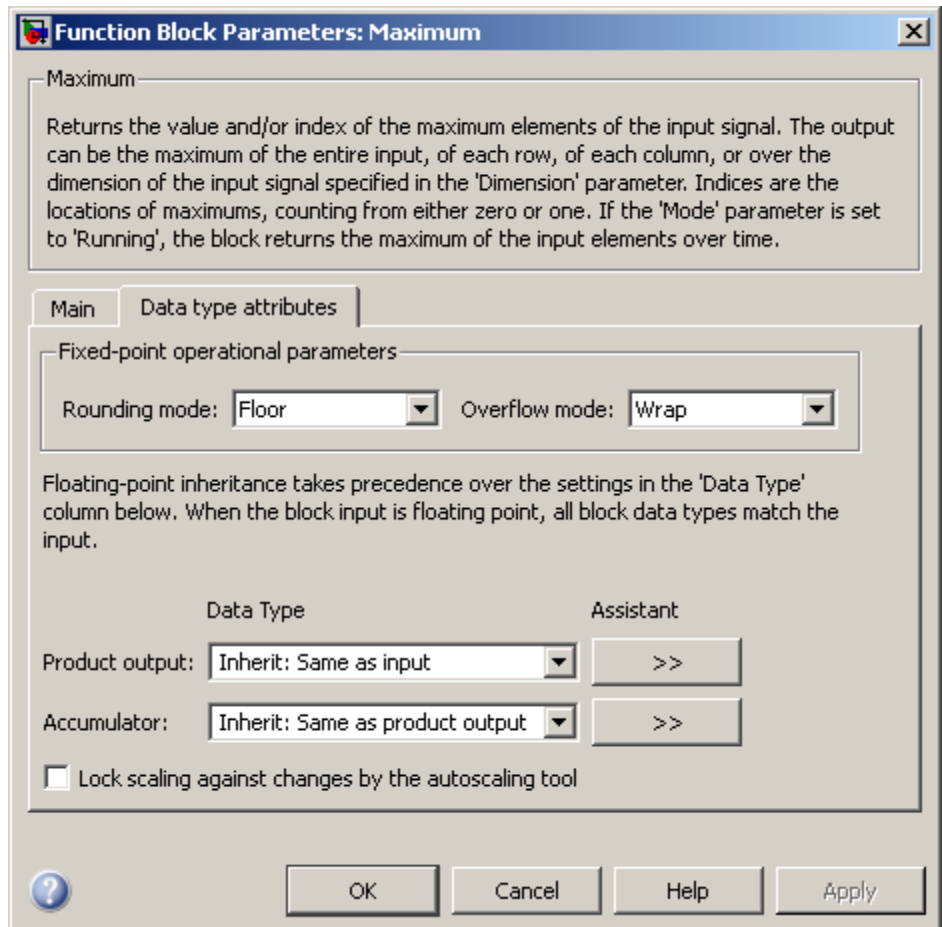 Function Block Parameters: Maximum
Maximum
Returns the value and/or index of the maximum elements of the input signal. The output
can be the maximum of the entire input, of each row, of each column, or over the
dimension of the input signal specified in the 'Dimension' parameter. Indices are the
locations of maximums, counting from either zero or one. If the 'Mode' parameter is set
to 'Running', the block returns the maximum of the input elements over time.
Main Data type attributes
Fixed-point operational parameters
Rounding mode: Floor Overflow mode: Wrap
Floating-point inheritance takes precedence over the settings in the 'Data Type'
column below. When the block input is floating point, all block data types match the
input.
Data Type Assistant
Product output: Inherit: Same as input >>
Accumulator: Inherit: Same as product output >>
Lock scaling against changes by the autoscaling tool
? OK Cancel Help Apply